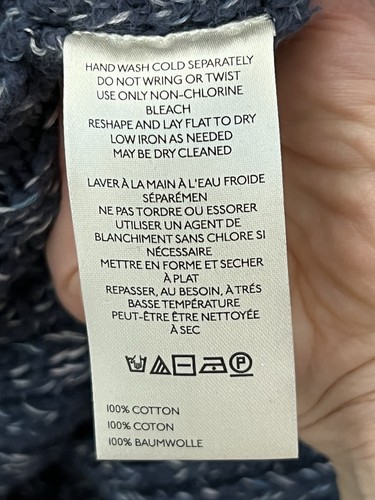 HAND WASH COLD SEPARATELY
DO NOT WRING OR TWIST
USE ONLY NON-CHLORINE
BLEACH
RESHAPE AND LAY FLAT TO DRY
LOW IRON AS NEEDED
MAY BE DRY CLEANED
LAVER À LA MAIN À L'EAU FROIDE
SÉPARÉMEN
NE PAS TORDRE OU ESSORER
UTILISER UN AGENT DE
BLANCHIMENT SANS CHLORE SI
NÉCESSAIRE
METTRE EN FORME ET SECHER
À PLAT
REPASSER, AU BESOIN, À TRÉS
BASSE TEMPÉRATURE
PEUT-ÊTRE ÊTRE NETTOYÉE
À SEC
P
100% COTTON
100% COTON
100% BAUMWOLLE